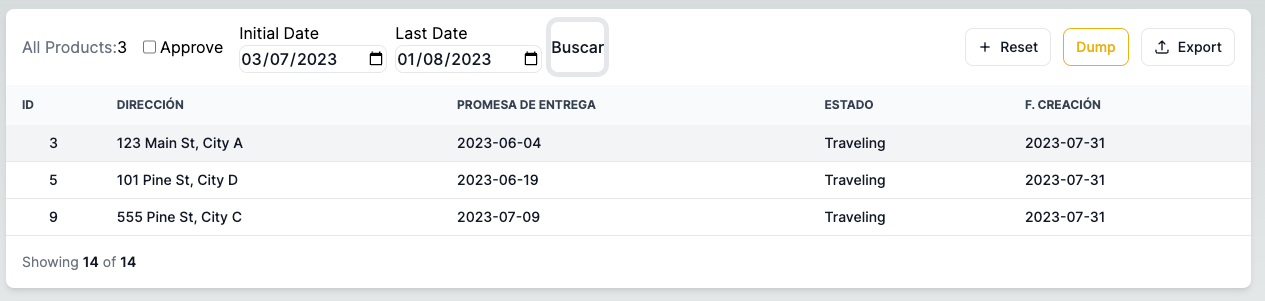 All Products:3 Approve Initial Date Last Date Buscar + Reset Dump Export
03/07/2023 01/08/2023
ID DIRECCIÓN PROMESA DE ENTREGA ESTADO F. CREACIÓN
3 123 Main St, City A 2023-06-04 Traveling 2023-07-31
5 101 Pine St, City D 2023-06-19 Traveling 2023-07-31
9 555 Pine St, City C 2023-07-09 Traveling 2023-07-31
Showing 14 of 14